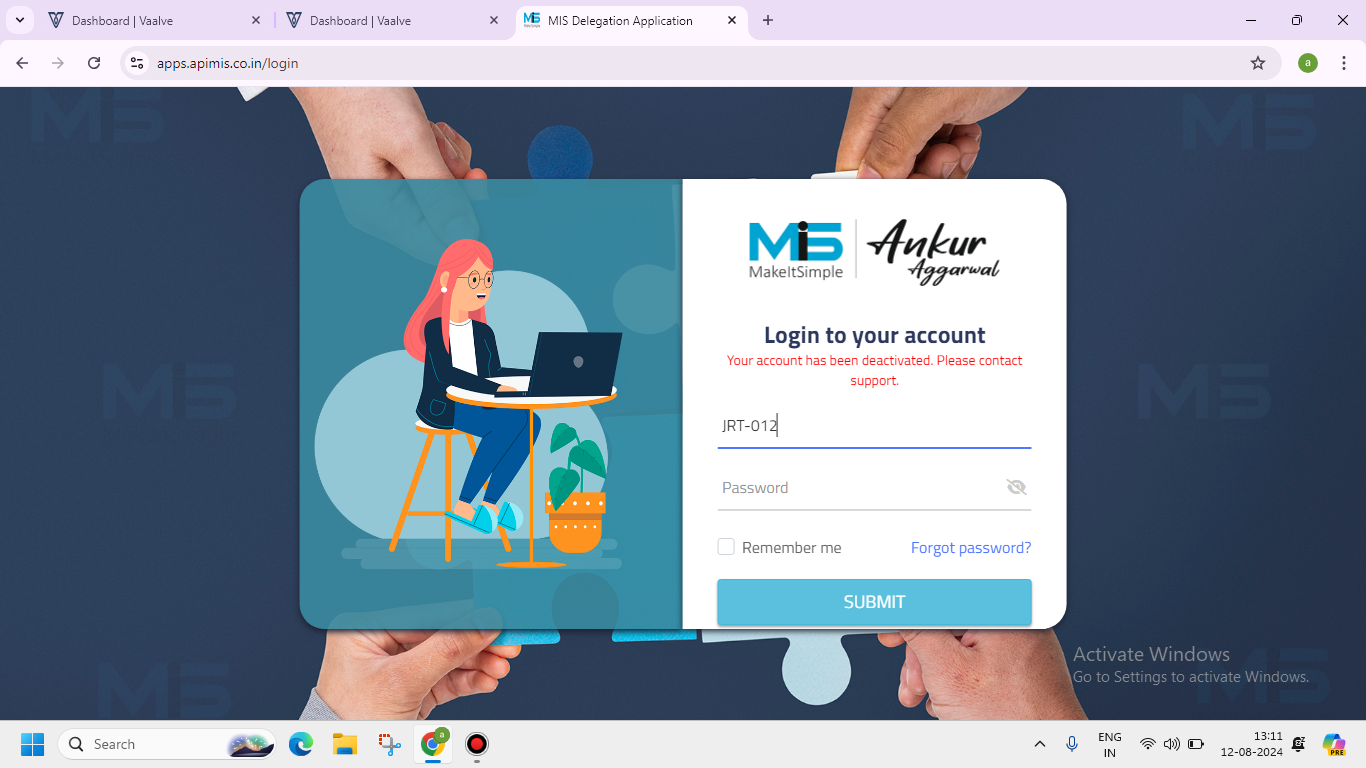 Dashboard | Vaalve
Dashboard | Vaalve
MIS MIS Delegation Application
apps.apimis.co.in/login
a
MiS
MakeItSimple
Ankur
Aggarwal
Login to your account
Your account has been deactivated. Please contact
support.
JRT-012
Password
Remember me
Forgot password?
SUBMIT
Activate Windows
Go to Settings to activate Windows.
Search
a
ENG
IN
13:11
12-08-2024
PRE